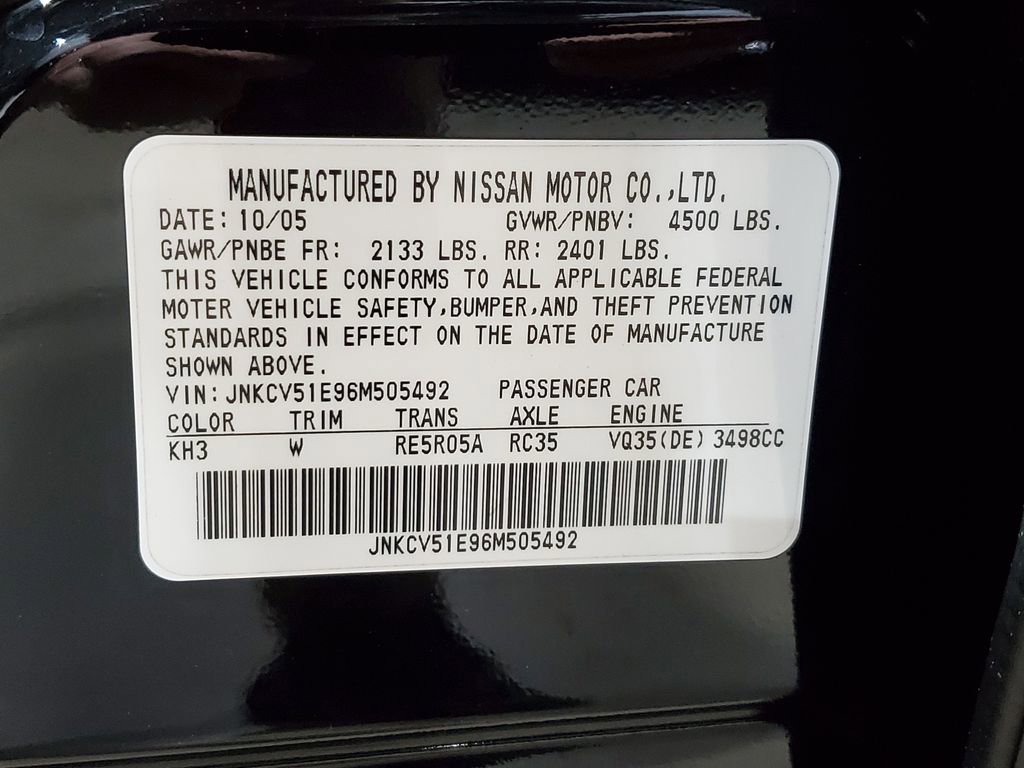 MANUFACTURED BY NISSAN MOTOR CO.,LTD.
DATE: 10/05 GVWR/PNBV: 4500 LBS.
GAWR/PNBE FR: 2133 LBS. RR: 2401 LBS.
THIS VEHICLE CONFORMS TO ALL APPLICABLE FEDERAL
MOTER VEHICLE SAFETY,BUMPER,AND THEFT PREVENTION
STANDARDS IN EFFECT ON THE DATE OF MANUFACTURE
SHOWN ABOVE.
VIN:JNKCV51E96M505492 PASSENGER CAR
COLOR TRIM TRANS AXLE ENGINE
KH3 W RE5R05A RC35 VQ35(DE) 3498CC
JNKCV51E96M505492